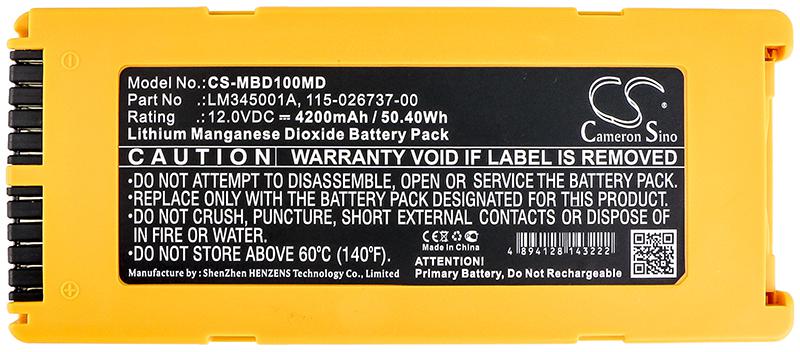 Model No.:CS-MBD100MD
Part No .:LM345001A, 115-026737-00
Rating .:12.0VDC ⎓ 4200mAh / 50.40Wh
Lithium Manganese Dioxide Battery Pack
CS
Cameron Sino
CAUTION WARRANTY VOID IF LABEL IS REMOVED
•DO NOT ATTEMPT TO DISASSEMBLE, OPEN OR SERVICE THE BATTERY PACK.
•REPLACE ONLY WITH THE BATTERY PACK DESIGNATED FOR THIS PRODUCT.
•DO NOT CRUSH, PUNCTURE, SHORT EXTERNAL CONTACTS OR DISPOSE OF
IN FIRE OR WATER.
•DO NOT STORE ABOVE 60°C (140°F).
CE
Made in China
4 894128 143222
ATTENTION!
Primary Battery, Do Not Rechargeable
Manufacture by :ShenZhen HENZENS Technology Co., Limited